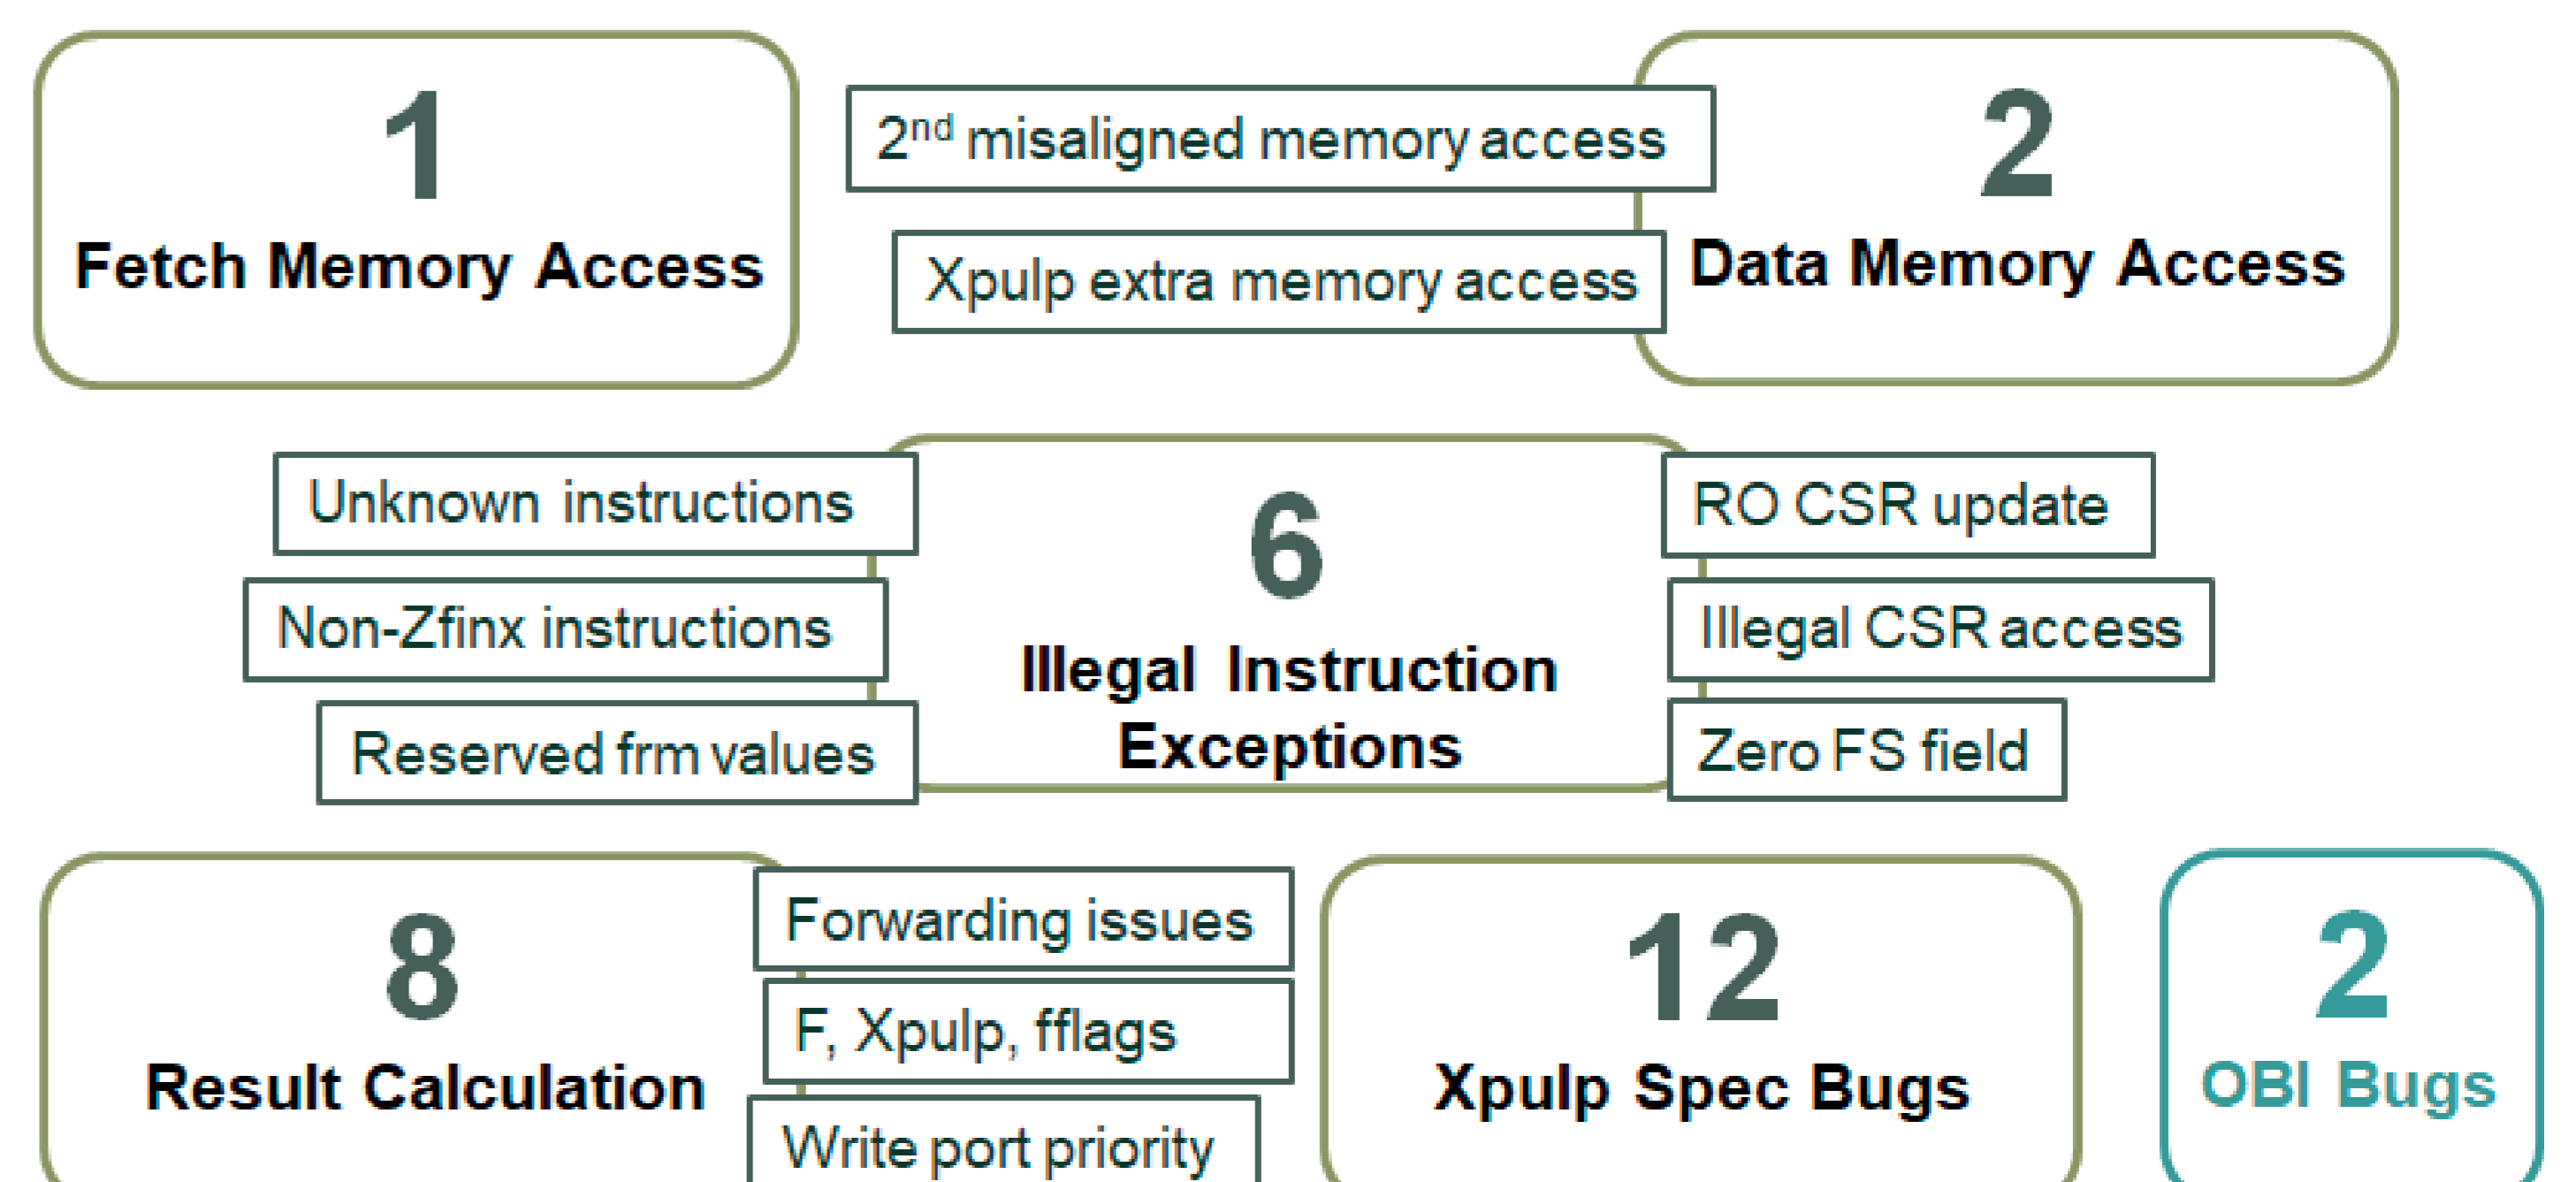 1
Fetch Memory Access
2nd misaligned memory access
Xpulp extra memory access
2
Data Memory Access
Unknown instructions
Non-Zfinx instructions
Reserved frm values
6
Illegal Instruction
Exceptions
RO CSR update
Illegal CSR access
Zero FS field
8
Result Calculation
Forwarding issues
F, Xpulp, fflags
Write port priority
12
Xpulp Spec Bugs
2
OBI Bugs